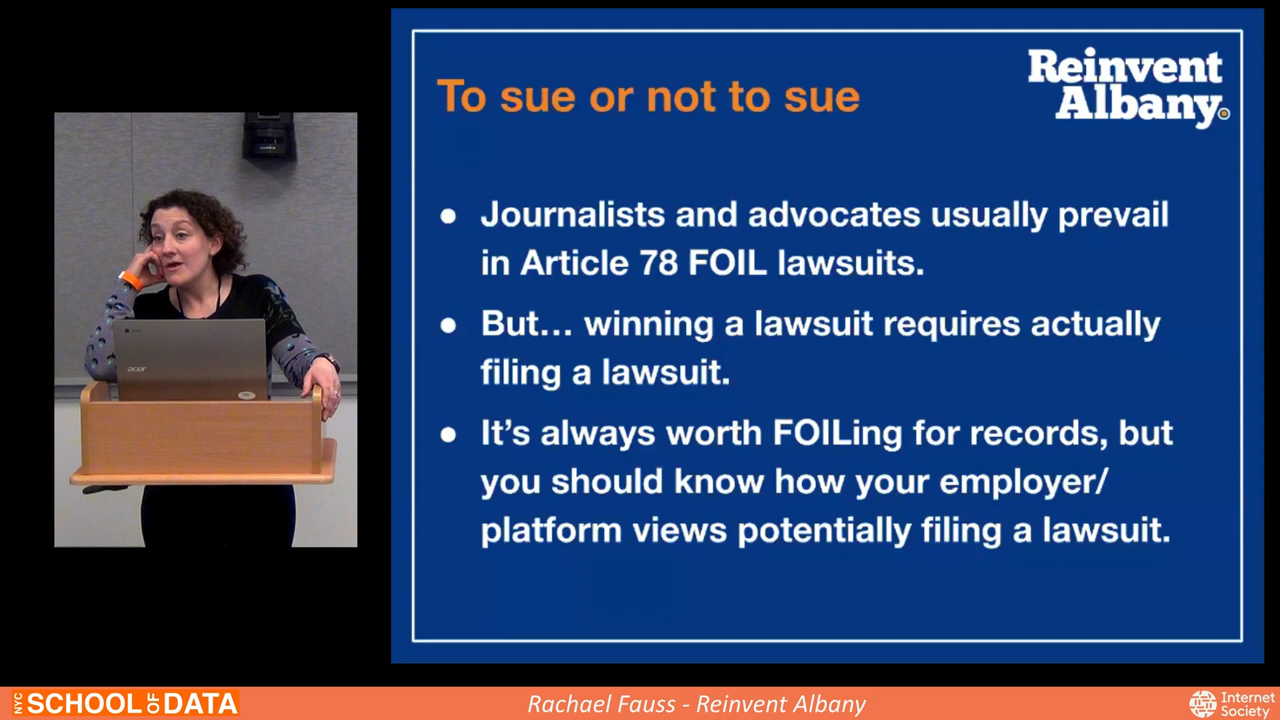 Reinvent
Albany
To sue or not to sue
● Journalists and advocates usually prevail
in Article 78 FOIL lawsuits.
● But... winning a lawsuit requires actually
filing a lawsuit.
● It’s always worth FOILing for records, but
you should know how your employer/
platform views potentially filing a lawsuit.
acer
NYC SCHOOL OF DATA
Rachael Fauss - Reinvent Albany
Internet
Society